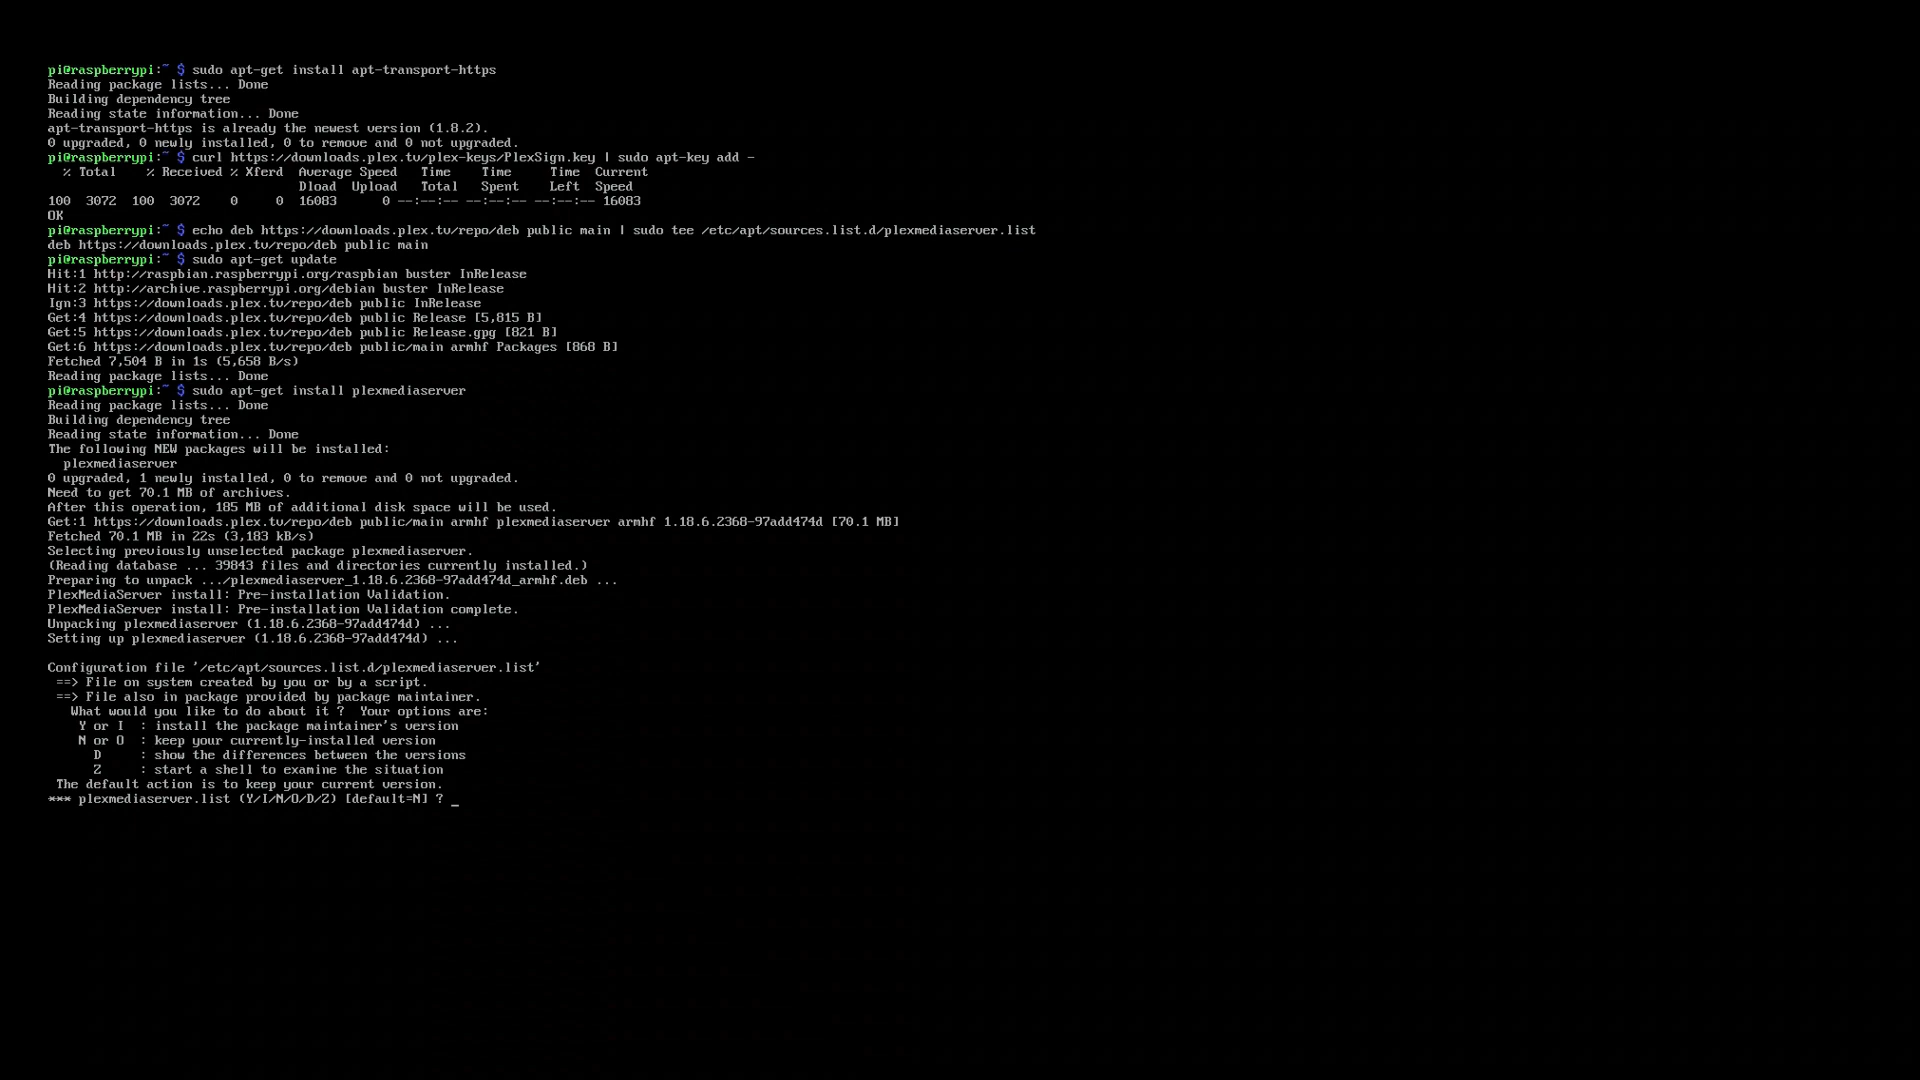 pi@raspberrypi:~ $ sudo apt-get install apt-transport-https
Reading package lists... Done
Building dependency tree
Reading state information... Done
apt-transport-https is already the newest version (1.8.2).
0 upgraded, 0 newly installed, 0 to remove and 0 not upgraded.
pi@raspberrypi:~ $ curl https://downloads.plex.tv/plex-keys/PlexSign.key | sudo apt-key add -
  % Total    % Received % Xferd  Average Speed   Time    Time     Time  Current
                                 Dload  Upload   Total   Spent    Left  Speed
100  3072  100  3072    0     0  16083      0 --:--:-- --:--:-- --:--:-- 16083
OK
pi@raspberrypi:~ $ echo deb https://downloads.plex.tv/repo/deb public main | sudo tee /etc/apt/sources.list.d/plexmediaserver.list
deb https://downloads.plex.tv/repo/deb public main
pi@raspberrypi:~ $ sudo apt-get update
Hit:1 http://raspbian.raspberrypi.org/raspbian buster InRelease
Hit:2 http://archive.raspberrypi.org/debian buster InRelease
Ign:3 https://downloads.plex.tv/repo/deb public InRelease
Get:4 https://downloads.plex.tv/repo/deb public Release [5,815 B]
Get:5 https://downloads.plex.tv/repo/deb public Release.gpg [821 B]
Get:6 https://downloads.plex.tv/repo/deb public/main armhf Packages [868 B]
Fetched 7,504 B in 1s (5,658 B/s)
Reading package lists... Done
pi@raspberrypi:~ $ sudo apt-get install plexmediaserver
Reading package lists... Done
Building dependency tree
Reading state information... Done
The following NEW packages will be installed:
  plexmediaserver
0 upgraded, 1 newly installed, 0 to remove and 0 not upgraded.
Need to get 70.1 MB of archives.
After this operation, 185 MB of additional disk space will be used.
Get:1 https://downloads.plex.tv/repo/deb public/main armhf plexmediaserver armhf 1.18.6.2368-97add474d [70.1 MB]
Fetched 70.1 MB in 22s (3,183 kB/s)
Selecting previously unselected package plexmediaserver.
(Reading database ... 39843 files and directories currently installed.)
Preparing to unpack .../plexmediaserver_1.18.6.2368-97add474d_armhf.deb ...
PlexMediaServer install: Pre-installation Validation.
PlexMediaServer install: Pre-installation Validation complete.
Unpacking plexmediaserver (1.18.6.2368-97add474d) ...
Setting up plexmediaserver (1.18.6.2368-97add474d) ...

Configuration file '/etc/apt/sources.list.d/plexmediaserver.list'
 ==> File on system created by you or by a script.
 ==> File also in package provided by package maintainer.
   What would you like to do about it ?  Your options are:
    Y or I  : install the package maintainer's version
    N or O  : keep your currently-installed version
      D     : show the differences between the versions
      Z     : start a shell to examine the situation
 The default action is to keep your current version.
*** plexmediaserver.list (Y/I/N/O/D/Z) [default=N] ? _